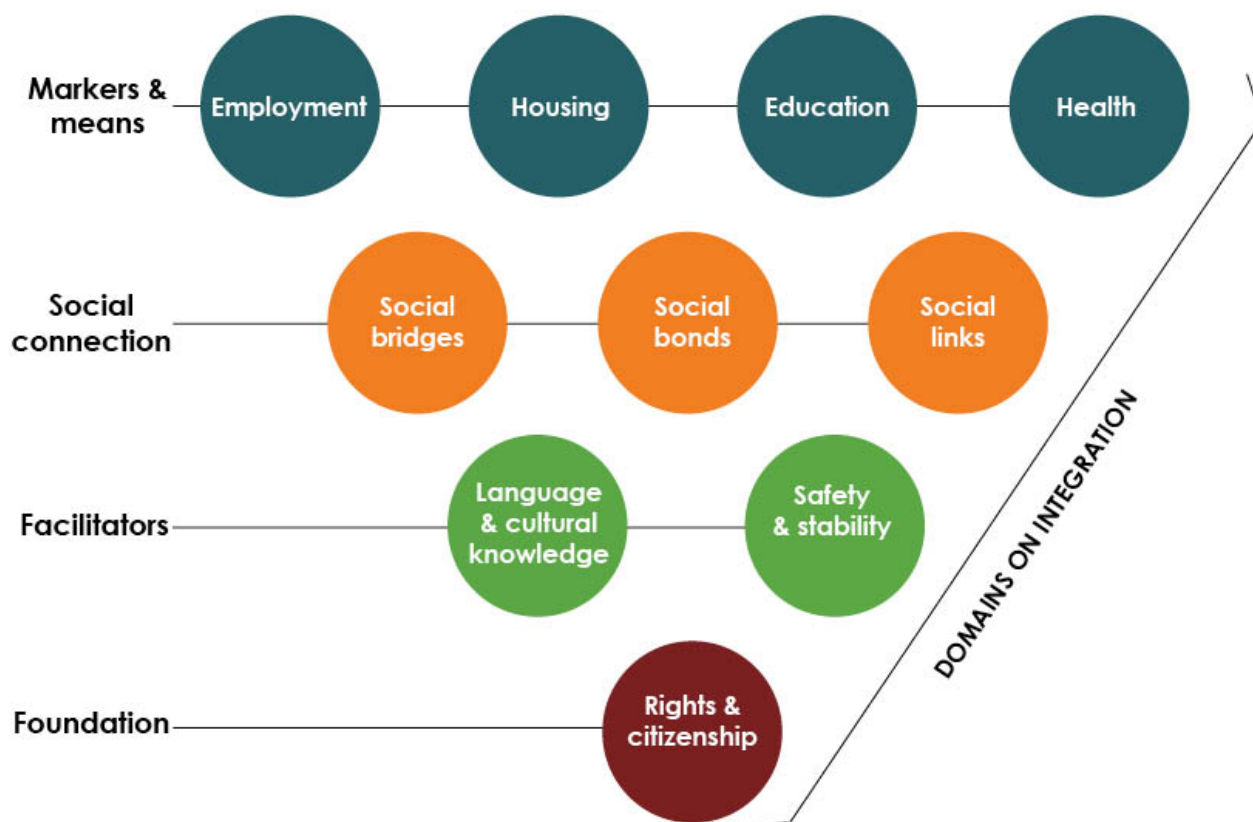 Markers &
means
Employment
Housing
Education
Health
Social
connection
Social
bridges
Social
bonds
Social
links
Facilitators
Language
& cultural
knowledge
Safety
& stability
Foundation
Rights &
citizenship
DOMAINS ON INTEGRATION